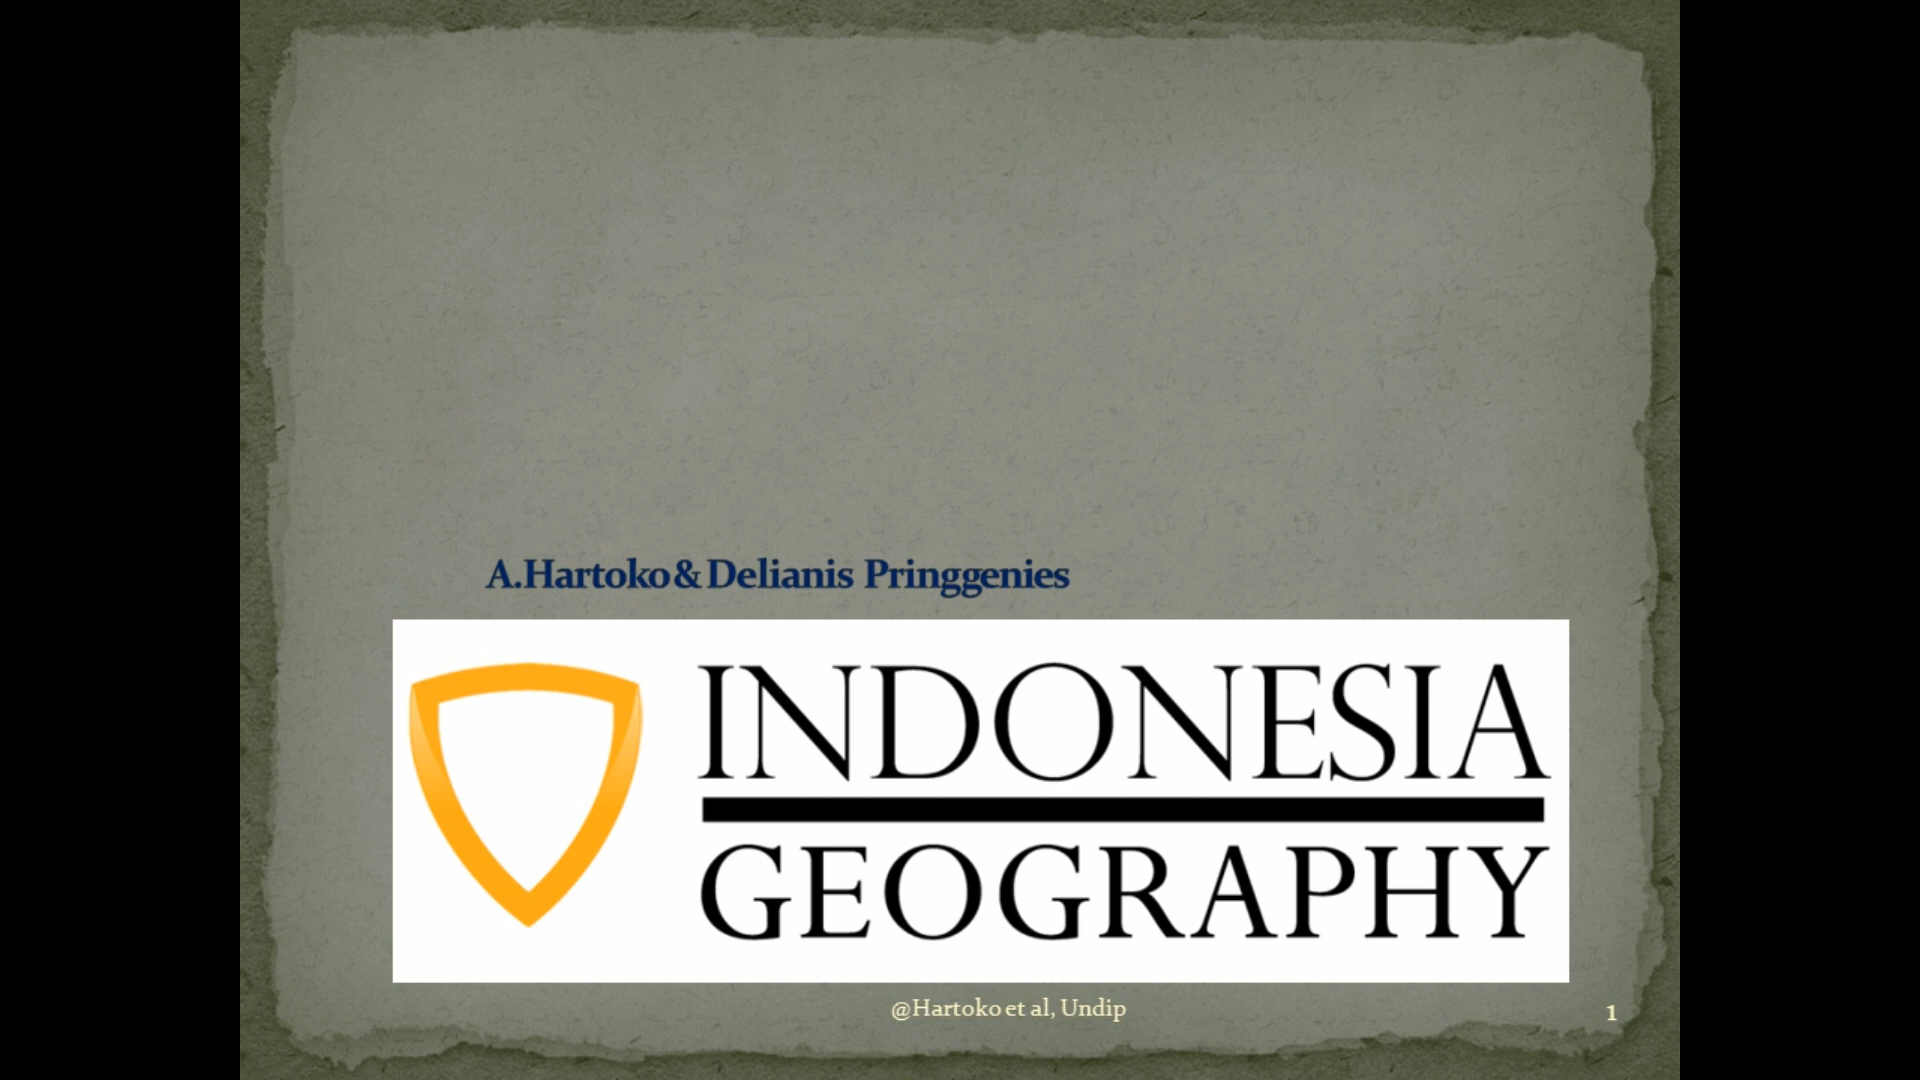 A.Hartoko & Delianis Pringgenies
INDONESIA
GEOGRAPHY
@Hartoko et al, Undip
1